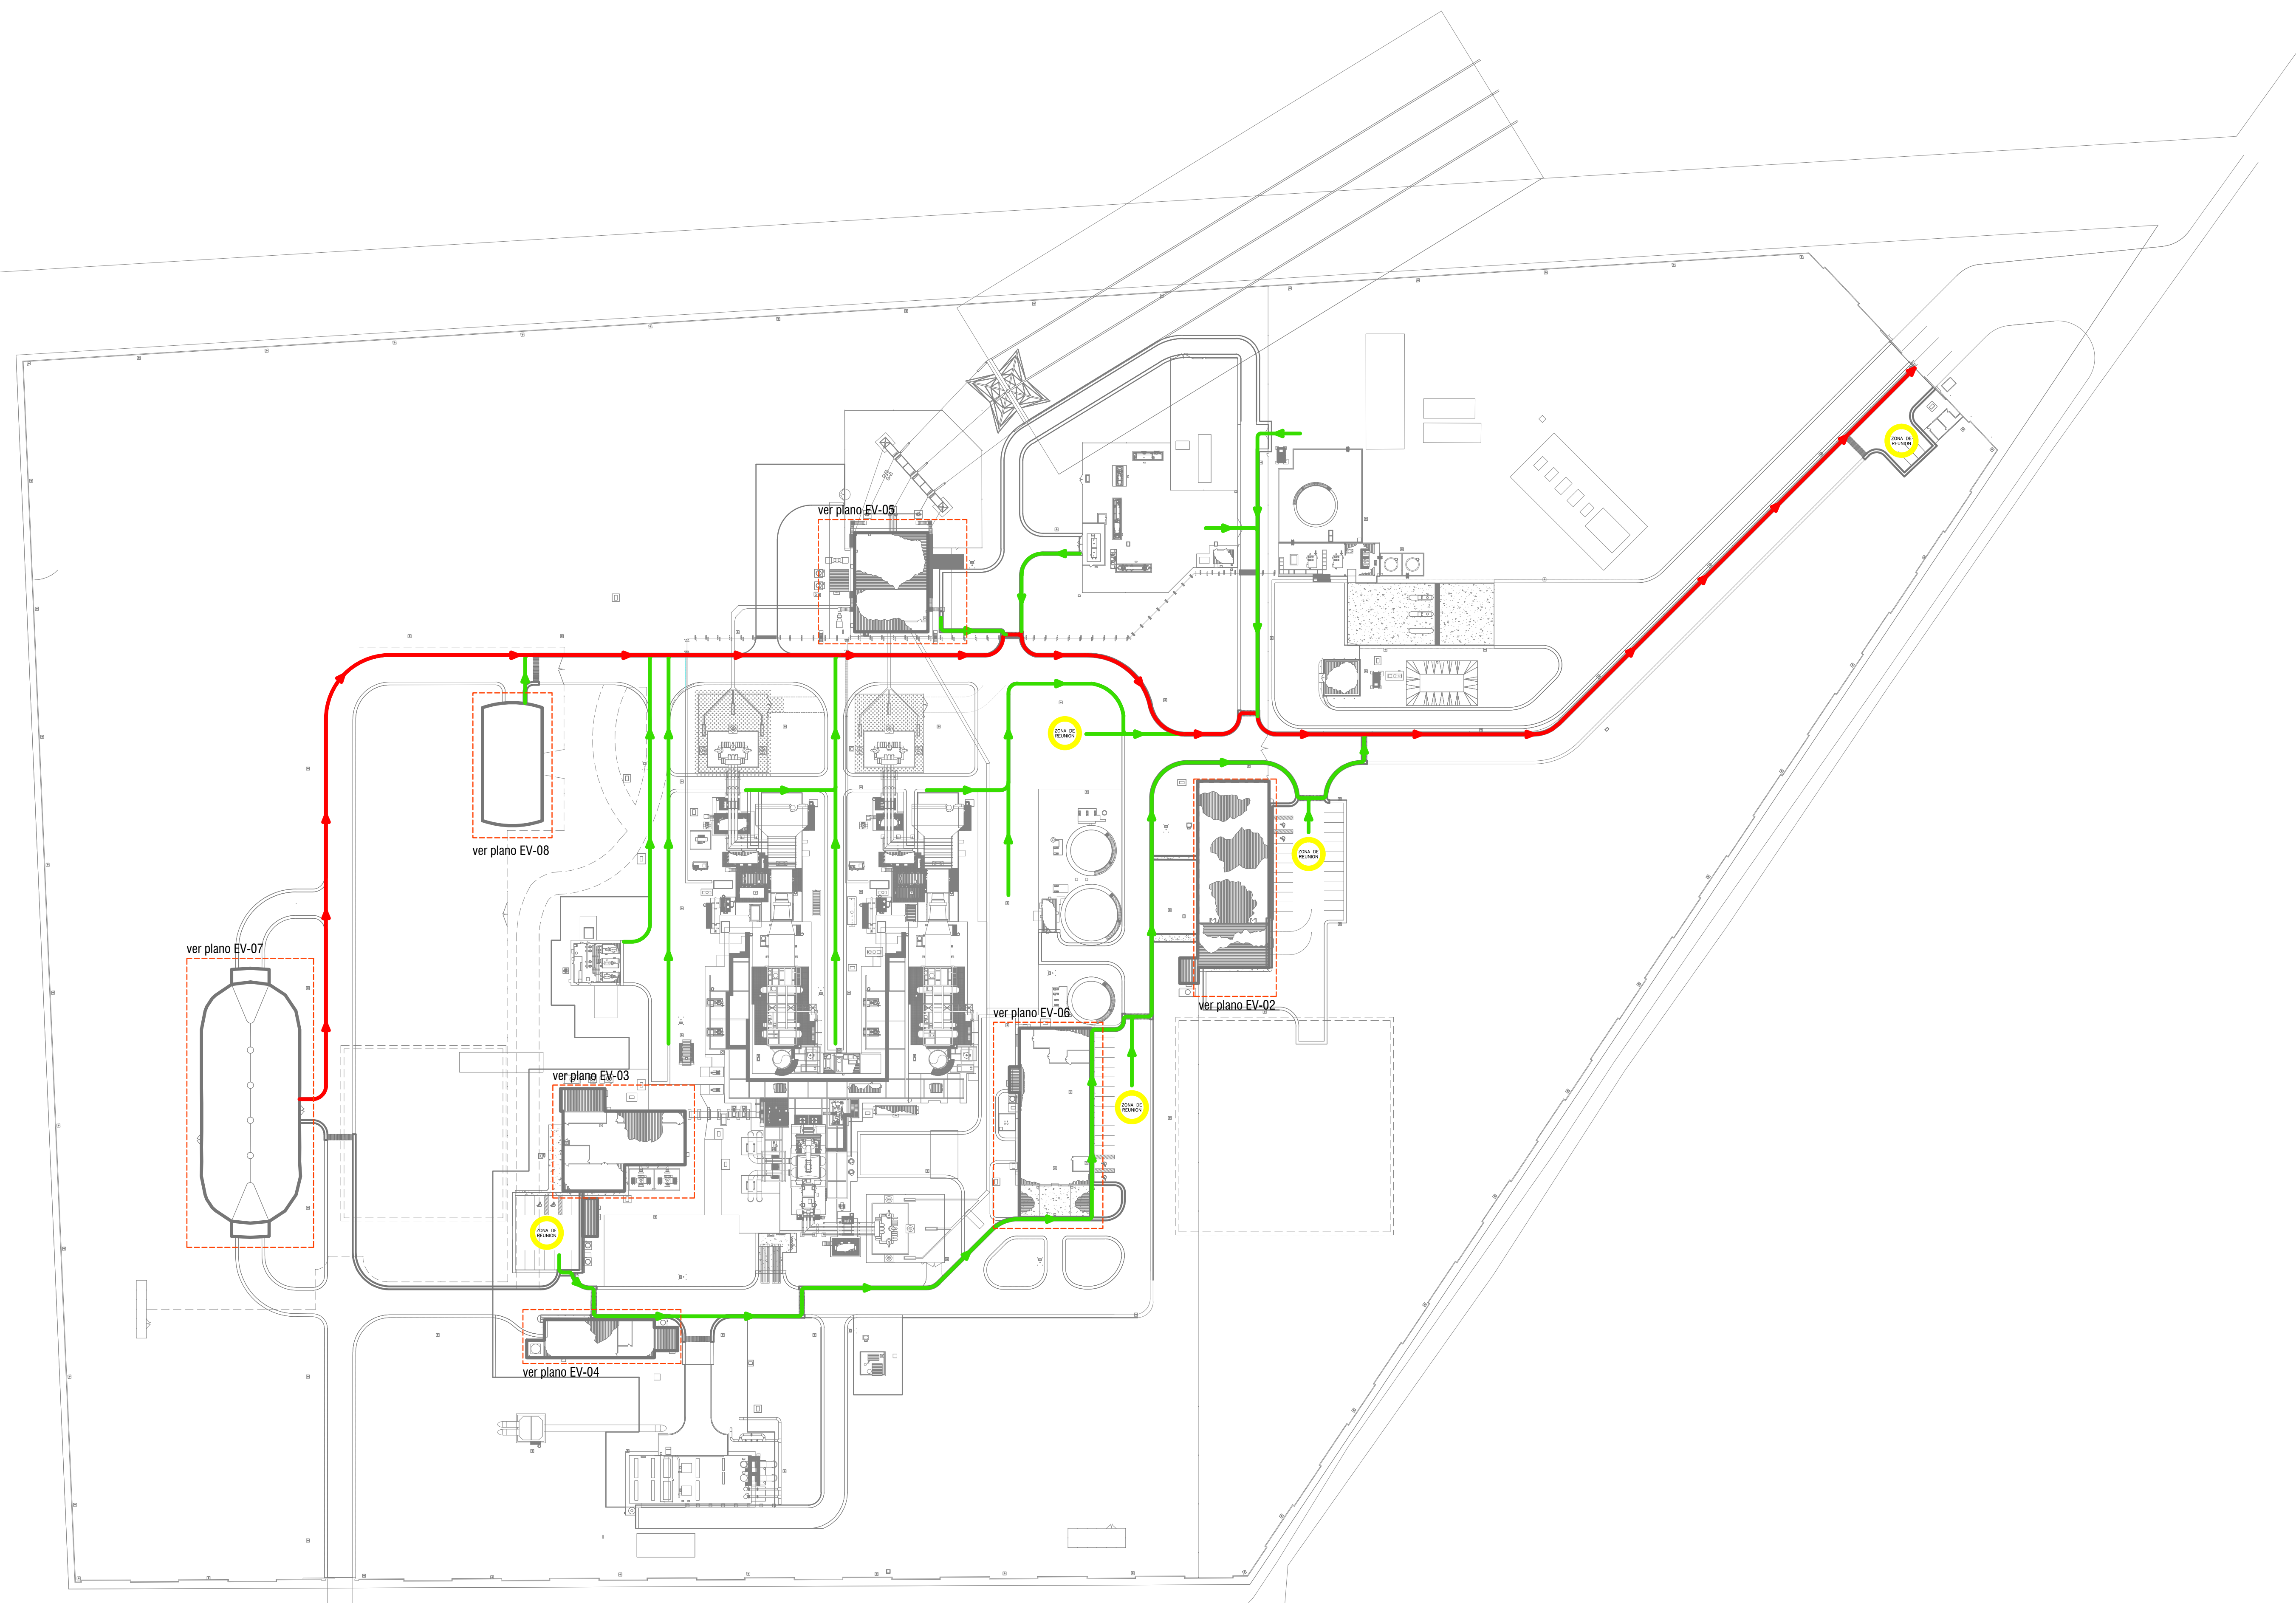 ZONA DE
REUNION
ver plano EV-05
ZONA DE
REUNION
ver plano EV-08
ZONA DE
REUNION
ver plano EV-07
ver plano EV-02
ver plano EV-06
ver plano EV-03
ZONA DE
REUNION
ZONA DE
REUNION
ver plano EV-04